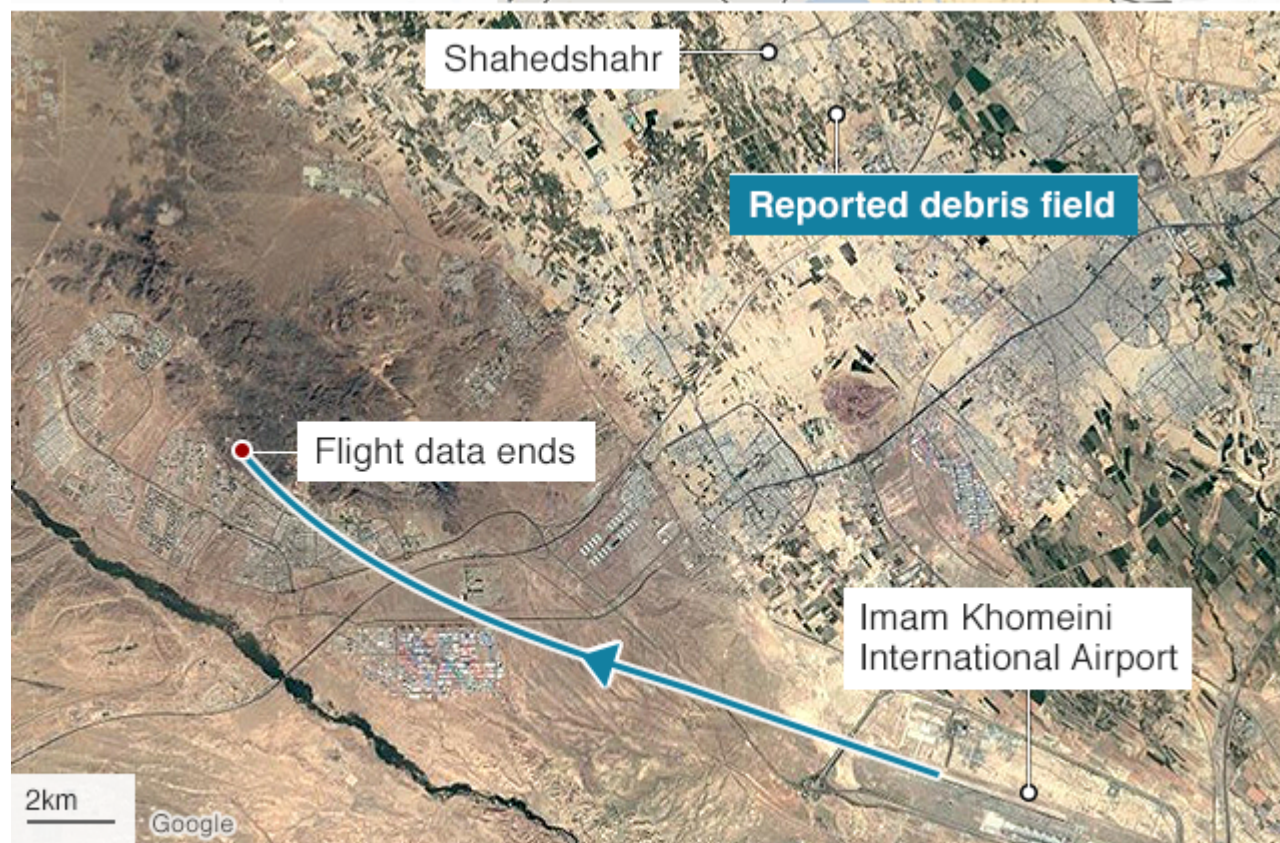 Shahedshahr
Reported debris field
Flight data ends
Imam Khomeini
International Airport
2km
Google